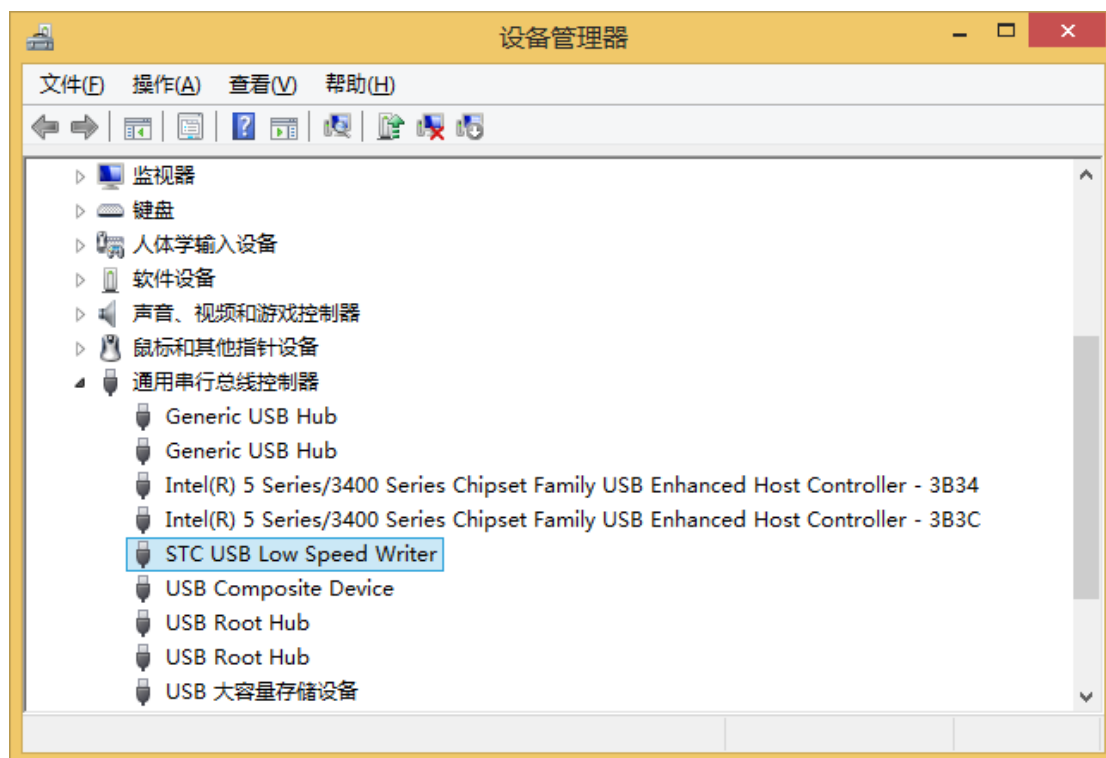 设备管理器
文件(F) 操作(A) 查看(V) 帮助(H)
监视器
键盘
人体学输入设备
软件设备
声音、视频和游戏控制器
鼠标和其他指针设备
通用串行总线控制器
Generic USB Hub
Generic USB Hub
Intel(R) 5 Series/3400 Series Chipset Family USB Enhanced Host Controller - 3B34
Intel(R) 5 Series/3400 Series Chipset Family USB Enhanced Host Controller - 3B3C
STC USB Low Speed Writer
USB Composite Device
USB Root Hub
USB Root Hub
USB 大容量存储设备